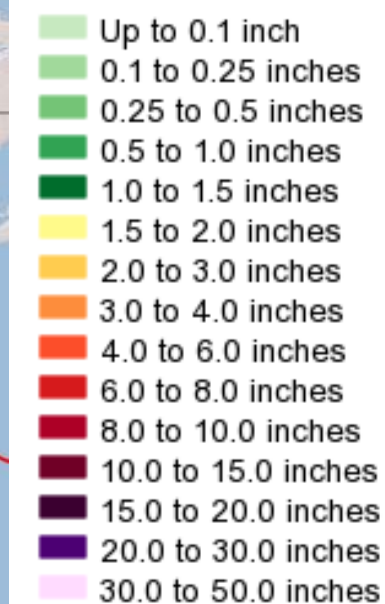 Up to 0.1 inch
0.1 to 0.25 inches
0.25 to 0.5 inches
0.5 to 1.0 inches
1.0 to 1.5 inches
1.5 to 2.0 inches
2.0 to 3.0 inches
3.0 to 4.0 inches
4.0 to 6.0 inches
6.0 to 8.0 inches
8.0 to 10.0 inches
10.0 to 15.0 inches
15.0 to 20.0 inches
20.0 to 30.0 inches
30.0 to 50.0 inches